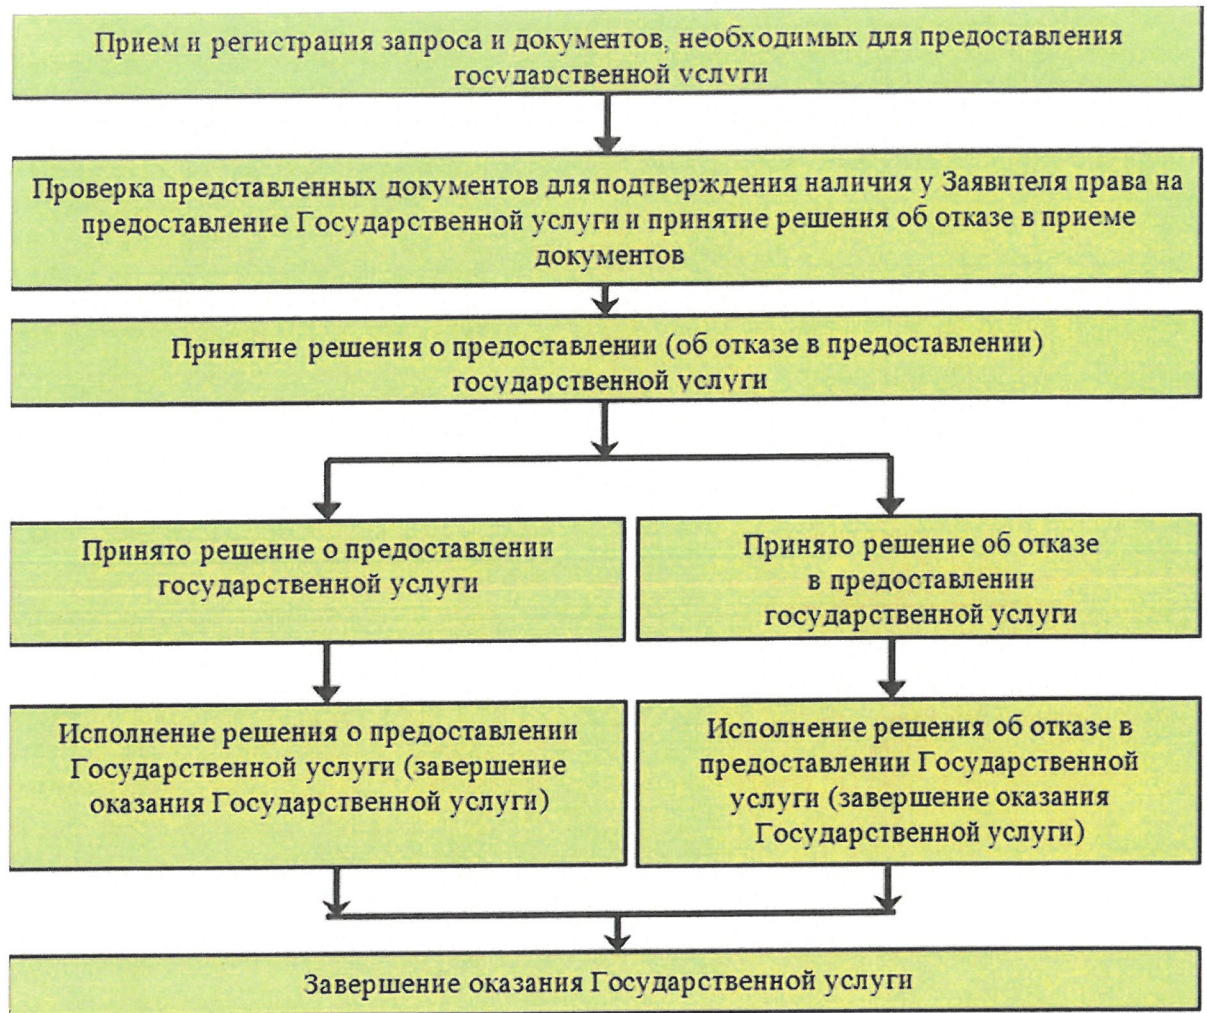 Прием и регистрация запроса и документов, необходимых для предоставления
государственной услуги
Проверка представленных документов для подтверждения наличия у Заявителя права на
предоставление Государственной услуги и принятие решения об отказе в приеме
документов
Принятие решения о предоставлении (об отказе в предоставлении)
государственной услуги
Принято решение о предоставлении
государственной услуги
Принято решение об отказе
в предоставлении
государственной услуги
Исполнение решения о предоставлении
Государственной услуги (завершение
оказания Государственной услуги)
Исполнение решения об отказе в
предоставлении Государственной
услуги (завершение оказания
Государственной услуги)
Завершение оказания Государственной услуги